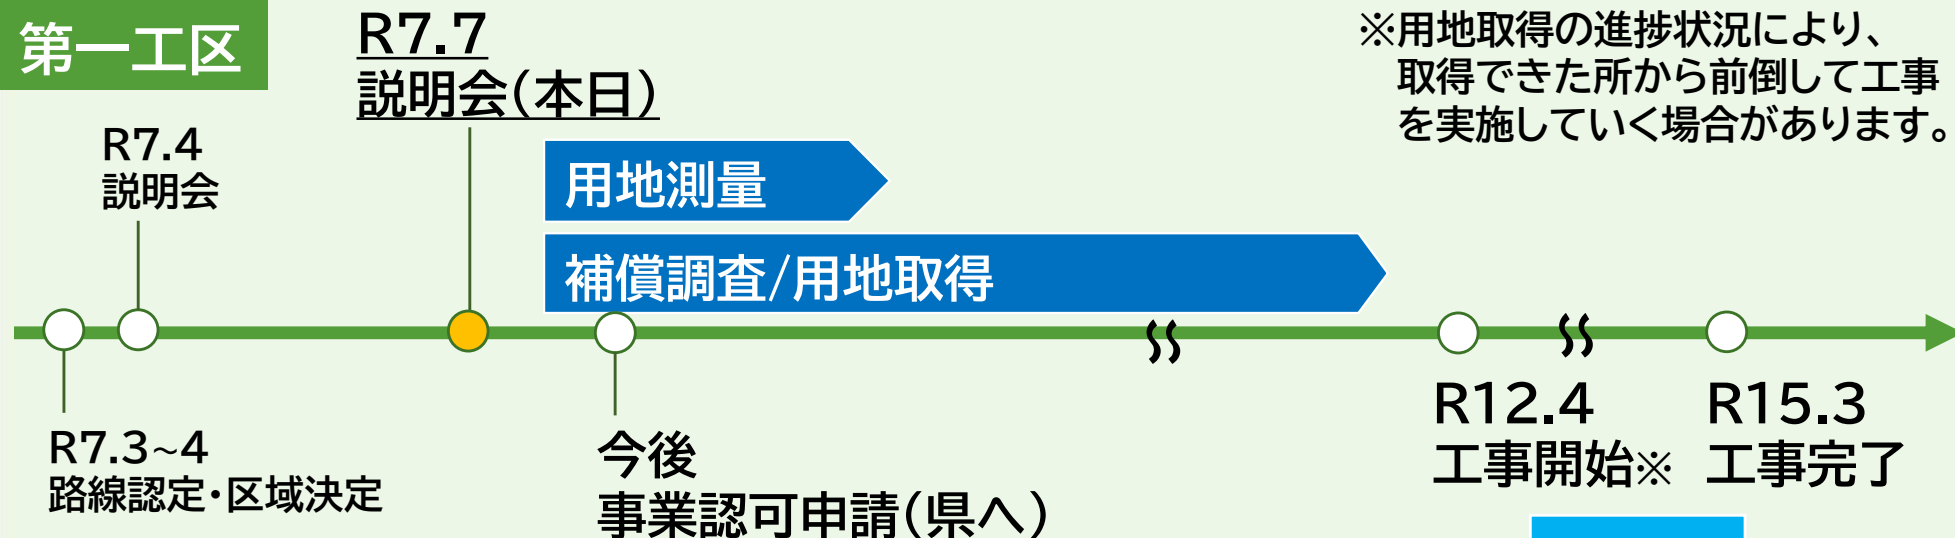 第一工区
R7.7
説明会(本日)
※用地取得の進捗状況により、
取得できた所から前倒して工事
を実施していく場合があります。
R7.4
説明会
用地測量
補償調査/用地取得
R7.3~4
路線認定・区域決定
今後
事業認可申請(県へ)
R12.4
工事開始※
R15.3
工事完了